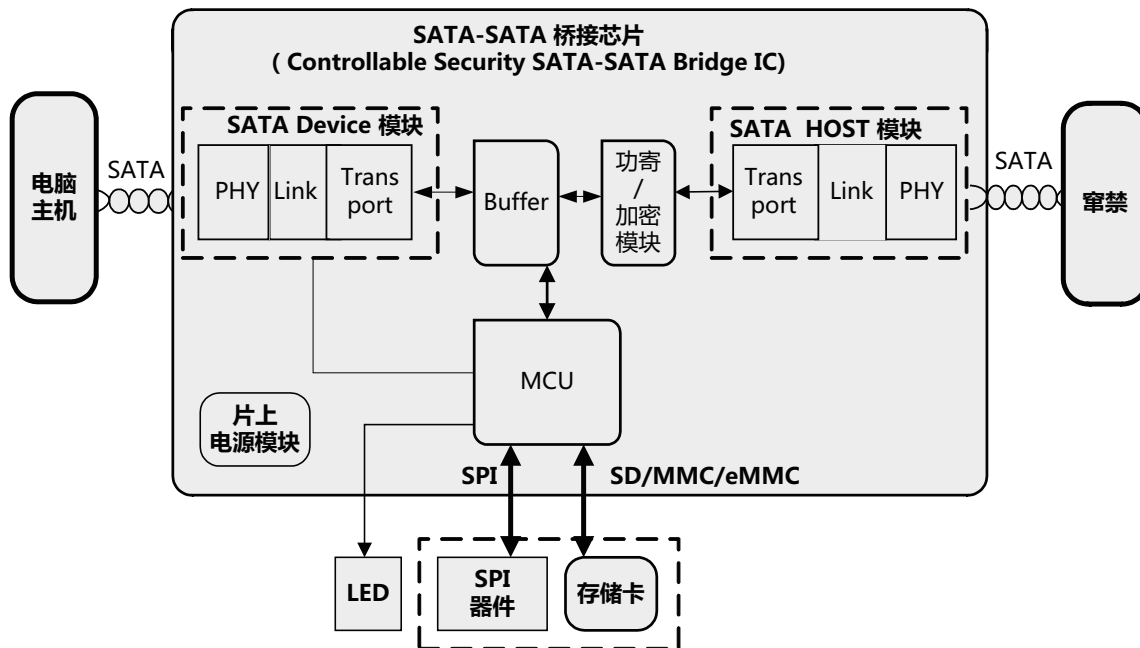 SATA-SATA 桥接芯片
( Controllable Security SATA-SATA Bridge IC)
电脑
主机
SATA
SATA Device 模块
PHY
Link
Trans
port
Buffer
功寄
/
加密
模块
SATA HOST 模块
Trans
port
Link
PHY
SATA
窜禁
MCU
片上
电源模块
SPI
SD/MMC/eMMC
LED
SPI
器件
存储卡